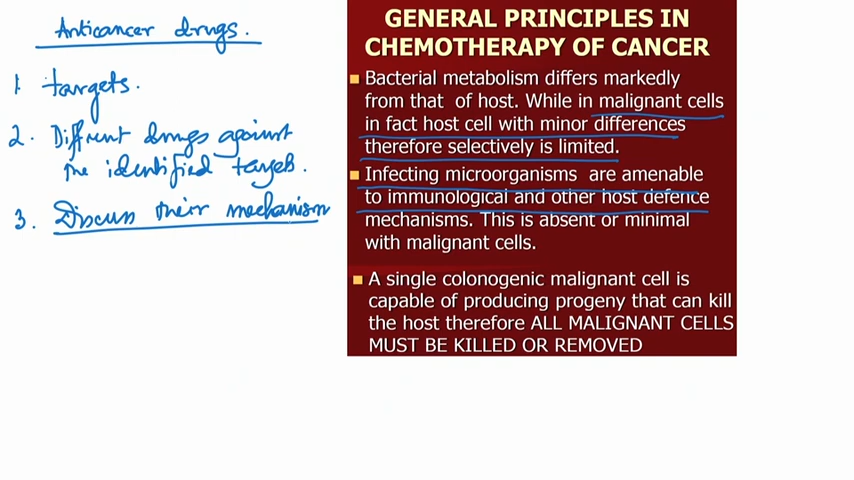 Anticancer drugs.
1. targets.
2. Diffrent drugs against
the identified targets.
3. Discuss their mechanism
GENERAL PRINCIPLES IN
CHEMOTHERAPY OF CANCER
Bacterial metabolism differs markedly
from that of host. While in malignant cells
in fact host cell with minor differences
therefore selectively is limited.
Infecting microorganisms are amenable
to immunological and other host defence
mechanisms. This is absent or minimal
with malignant cells.
A single colonogenic malignant cell is
capable of producing progeny that can kill
the host therefore ALL MALIGNANT CELLS
MUST BE KILLED OR REMOVED